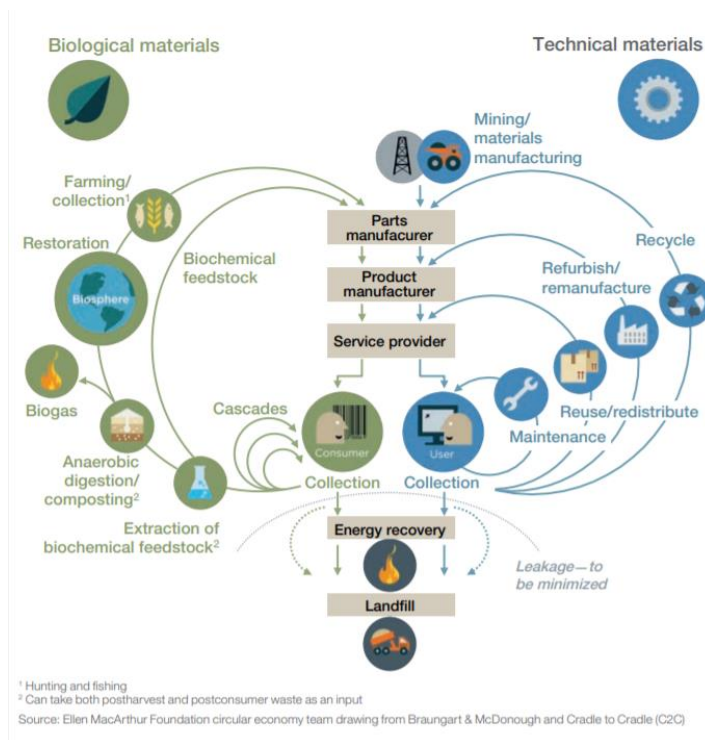 Biological materials
Technical materials
Mining/
materials
manufacturing
Farming/
collection¹
Restoration
Biosphere
Biochemical
feedstock
Parts
manufacurer
Product
manufacturer
Service provider
Recycle
Refurbish/
remanufacture
Biogas
Cascades
Consumer
User
Reuse/redistribute
Maintenance
Anaerobic
digestion/
composting²
Collection
Collection
Extraction of
biochemical feedstock²
Energy recovery
Leakage—to
be minimized
Landfill
¹ Hunting and fishing
² Can take both postharvest and postconsumer waste as an input
Source: Ellen MacArthur Foundation circular economy team drawing from Braungart & McDonough and Cradle to Cradle (C2C)